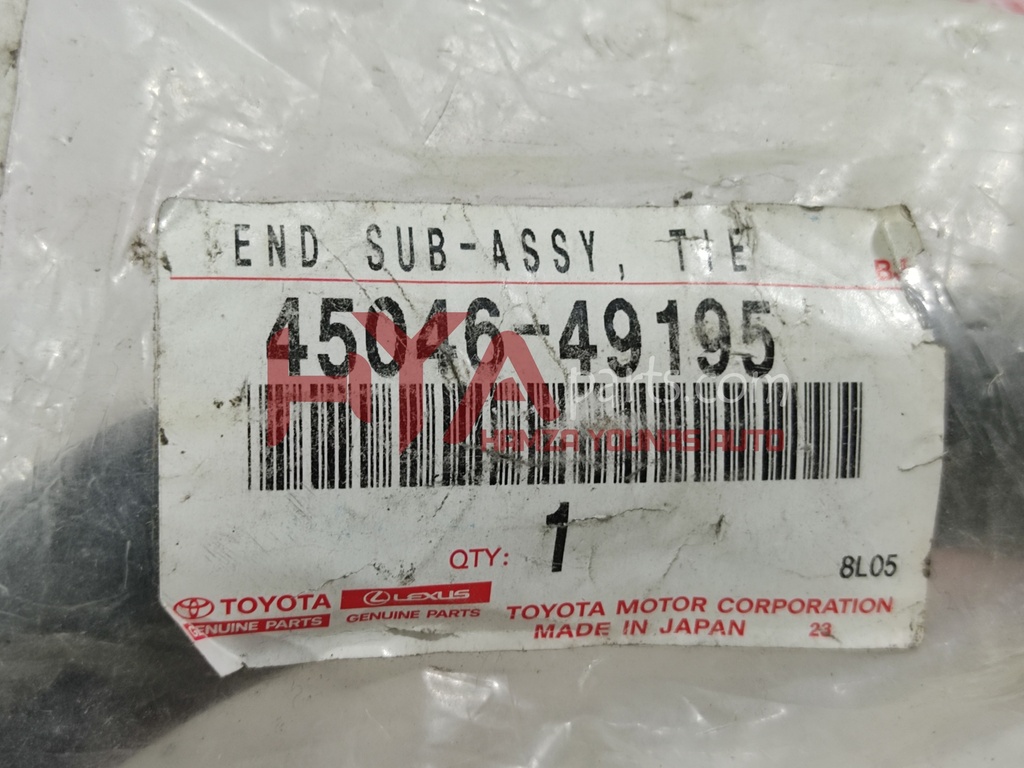 END SUB-ASSY, TIE
45046-49195
HYA parts.com
HAMZA YOUNAS AUTO
QTY: 1
8L05
TOYOTA
GENUINE PARTS
LEXUS
GENUINE PARTS
TOYOTA MOTOR CORPORATION
MADE IN JAPAN 23